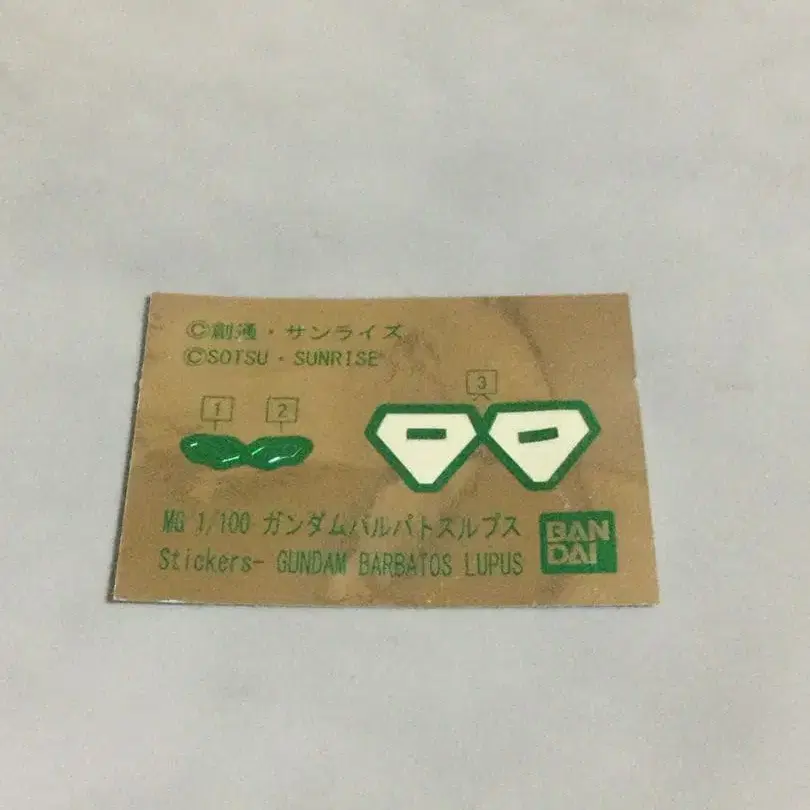 ©創通・サンライズ
©SOTSU・SUNRISE
1
2
3
MG 1/100 ガンダムバルバトスルプス
Stickers- GUNDAM BARBATOS LUPUS
BAN
DAI